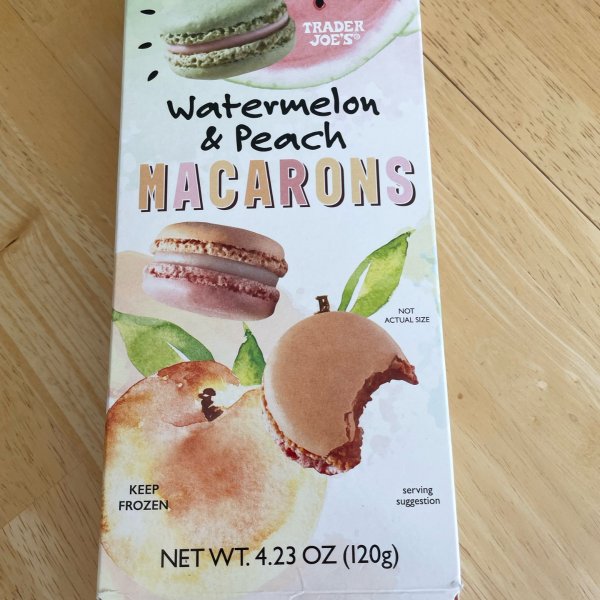 TRADER
JOE'S®
Watermelon
& Peach
MACARONS
NOT
ACTUAL SIZE
KEEP
FROZEN
serving
suggestion
NET WT. 4.23 OZ (120g)